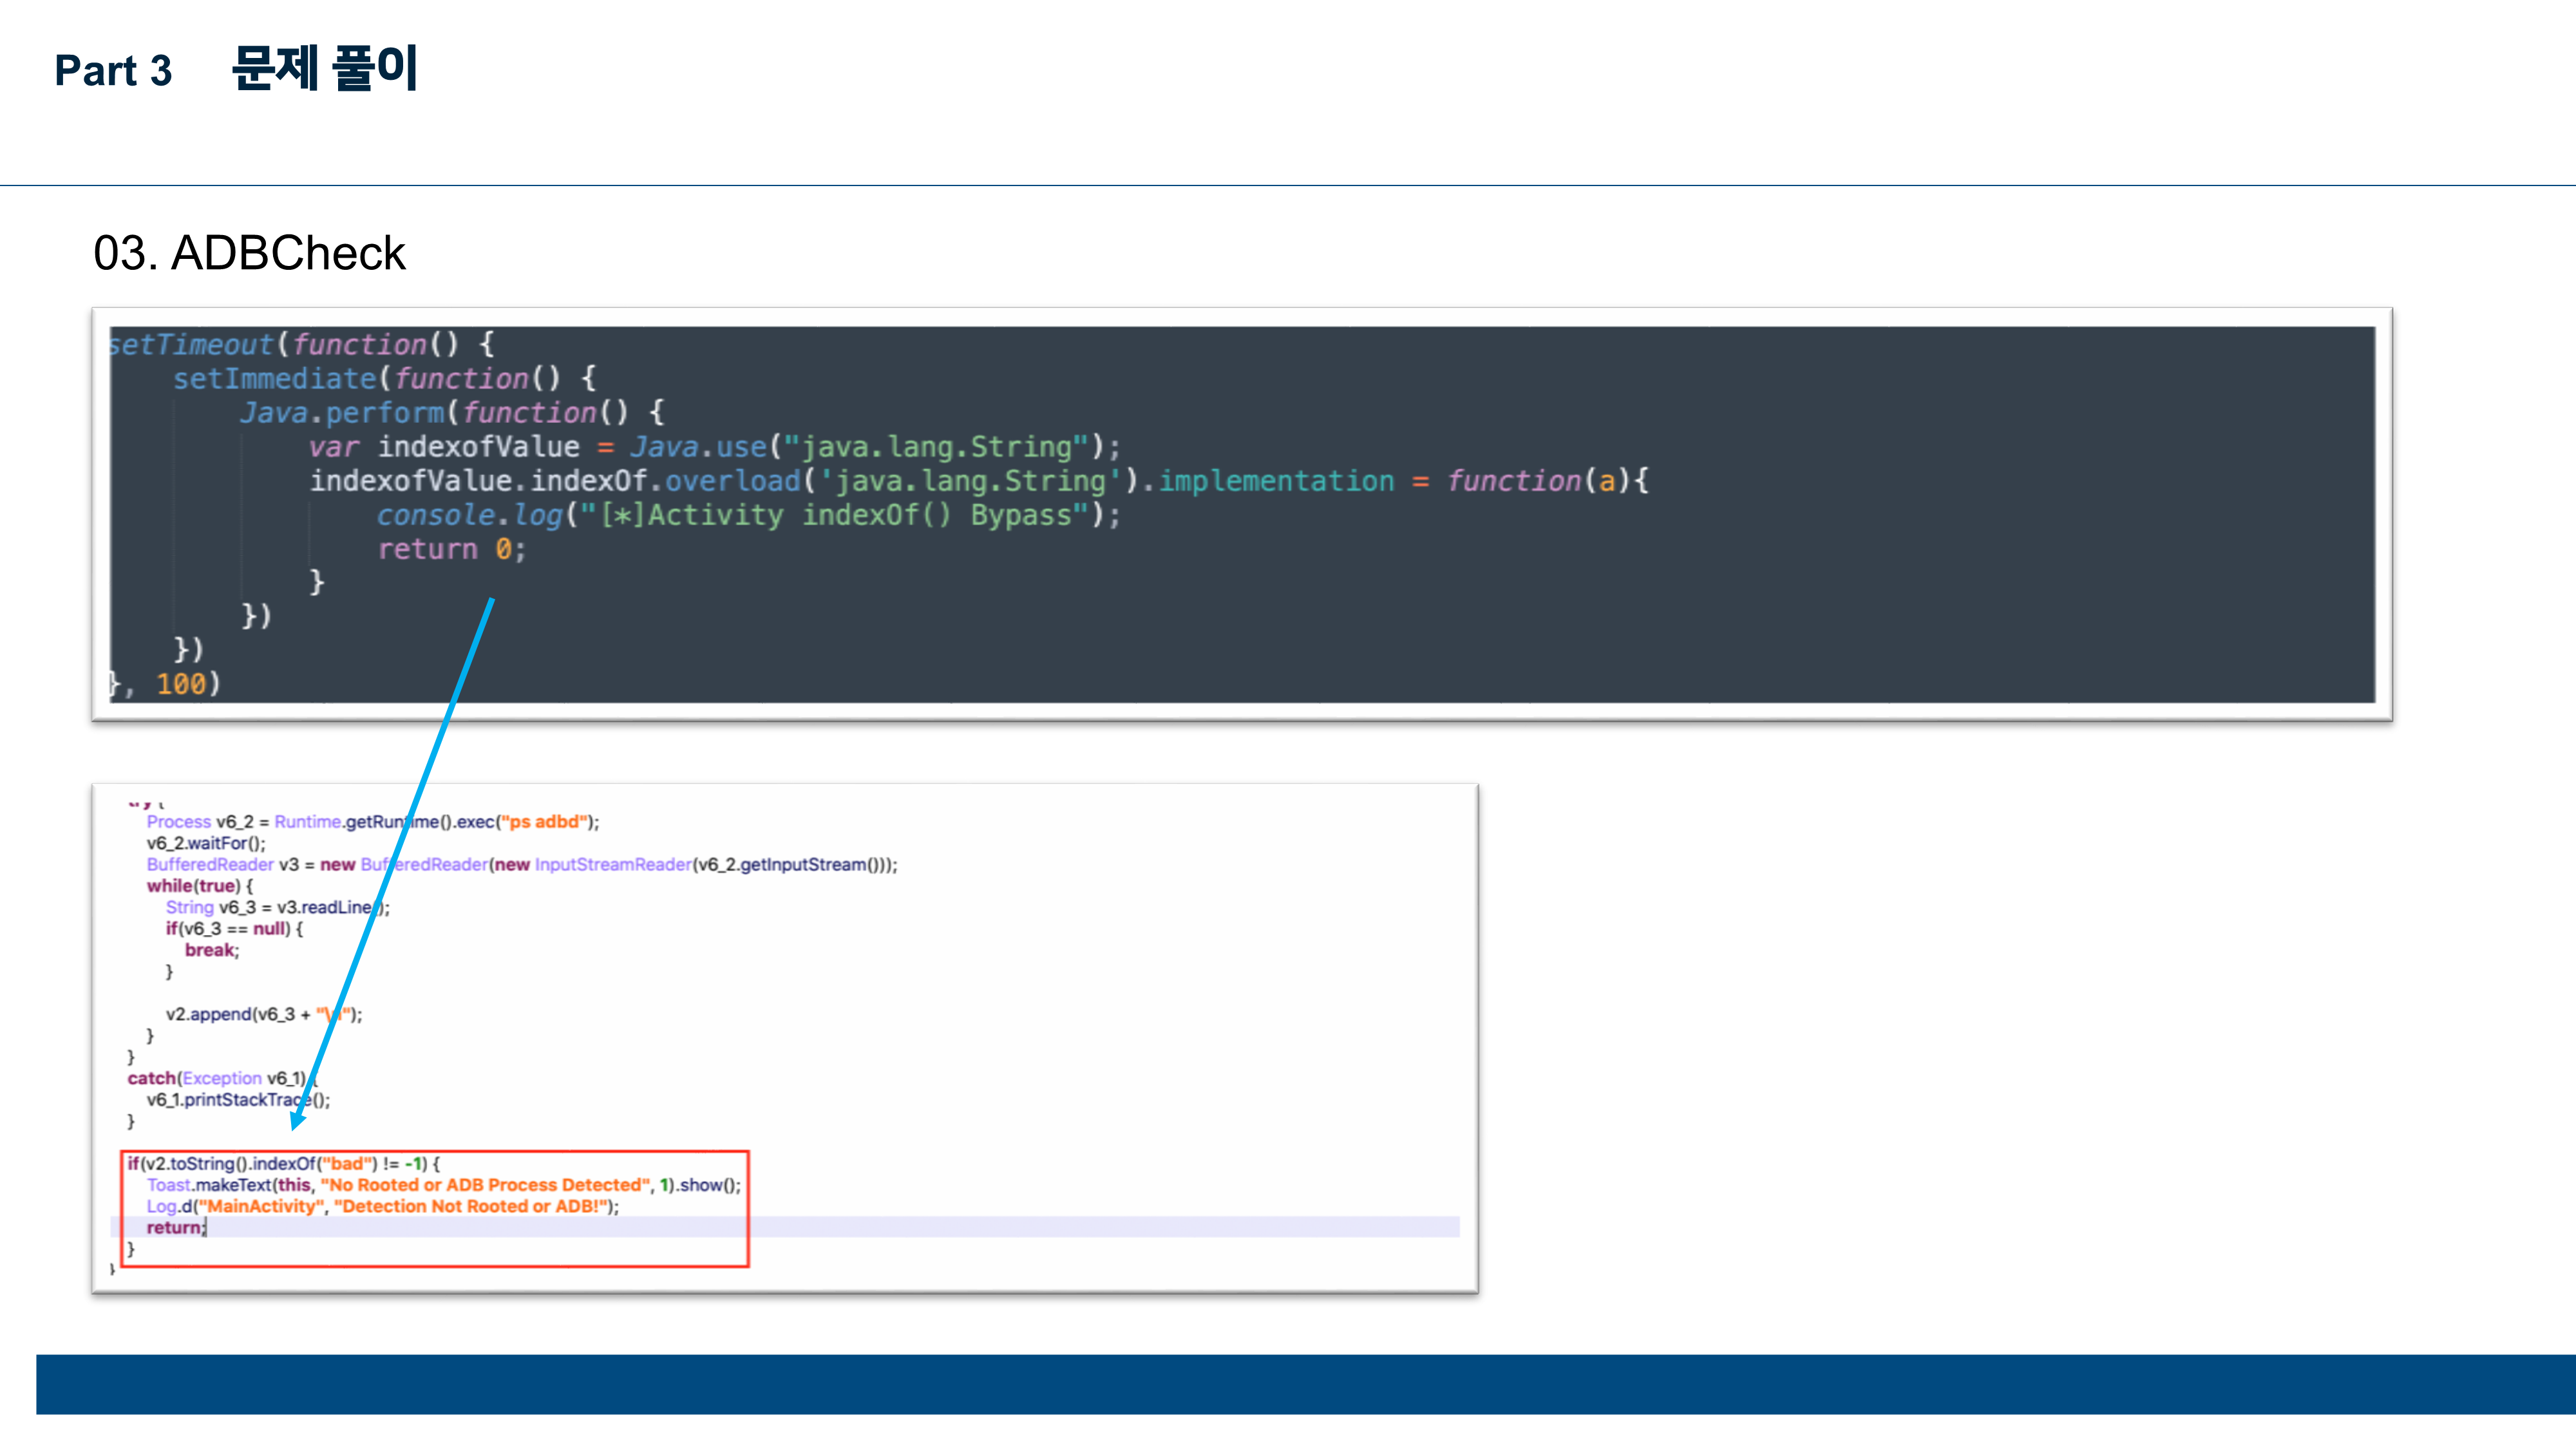 Part 3 문제 풀이
03. ADBCheck
setTimeout(function() {
setImmediate(function() {
Java.perform(function() {
var indexofValue = Java.use("java.lang.String");
indexofValue.indexOf.overload('java.lang.String').implementation = function(a){
console.log("[*]Activity indexOf() Bypass");
return 0;
}
})
})
}, 100)
try {
Process v6_2 = Runtime.getRuntime().exec("ps adbd");
v6_2.waitFor();
BufferedReader v3 = new BufferedReader(new InputStreamReader(v6_2.getInputStream()));
while(true) {
String v6_3 = v3.readLine();
if(v6_3 == null) {
break;
}
v2.append(v6_3 + "\n");
}
}
catch(Exception v6_1) {
v6_1.printStackTrace();
}
if(v2.toString().indexOf("bad") != -1) {
Toast.makeText(this, "No Rooted or ADB Process Detected", 1).show();
Log.d("MainActivity", "Detection Not Rooted or ADB!");
return;
}
}